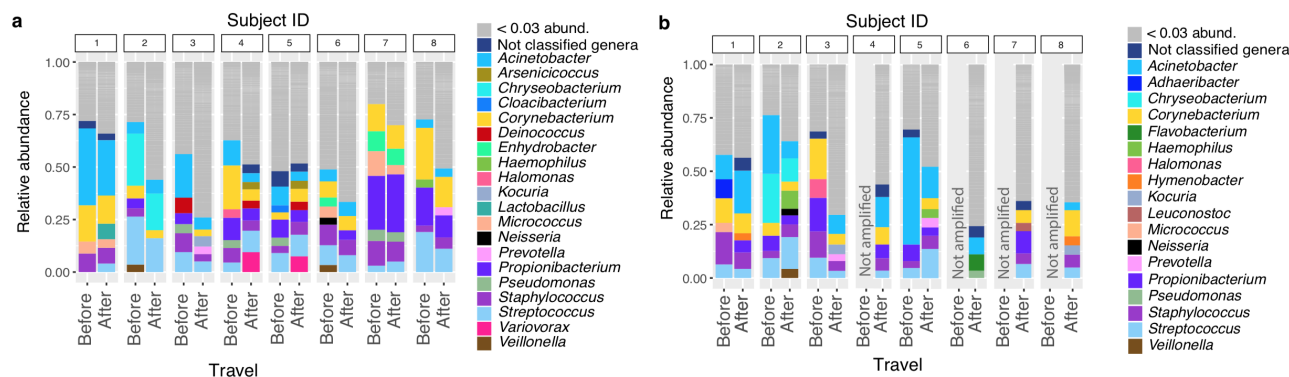 a
Subject ID
1 2 3 4 5 6 7 8
Relative abundance
1.00
0.75
0.50
0.25
0.00
Before After Before After Before After Before After Before After Before After Before After Before After
Travel
< 0.03 abund.
Not classified genera
Acinetobacter
Arsenicicoccus
Chryseobacterium
Cloacibacterium
Corynebacterium
Deinococcus
Enhydrobacter
Haemophilus
Halomonas
Kocuria
Lactobacillus
Micrococcus
Neisseria
Prevotella
Propionibacterium
Pseudomonas
Staphylococcus
Streptococcus
Variovorax
Veillonella
b
Subject ID
1 2 3 4 5 6 7 8
Relative abundance
1.00
0.75
0.50
0.25
0.00
Not amplified
Not amplified
Not amplified
Not amplified
Before After Before After Before After Before After Before After Before After Before After Before After
Travel
< 0.03 abund.
Not classified genera
Acinetobacter
Adhaeribacter
Chryseobacterium
Corynebacterium
Flavobacterium
Haemophilus
Halomonas
Hymenobacter
Kocuria
Leuconostoc
Micrococcus
Neisseria
Prevotella
Propionibacterium
Pseudomonas
Staphylococcus
Streptococcus
Veillonella